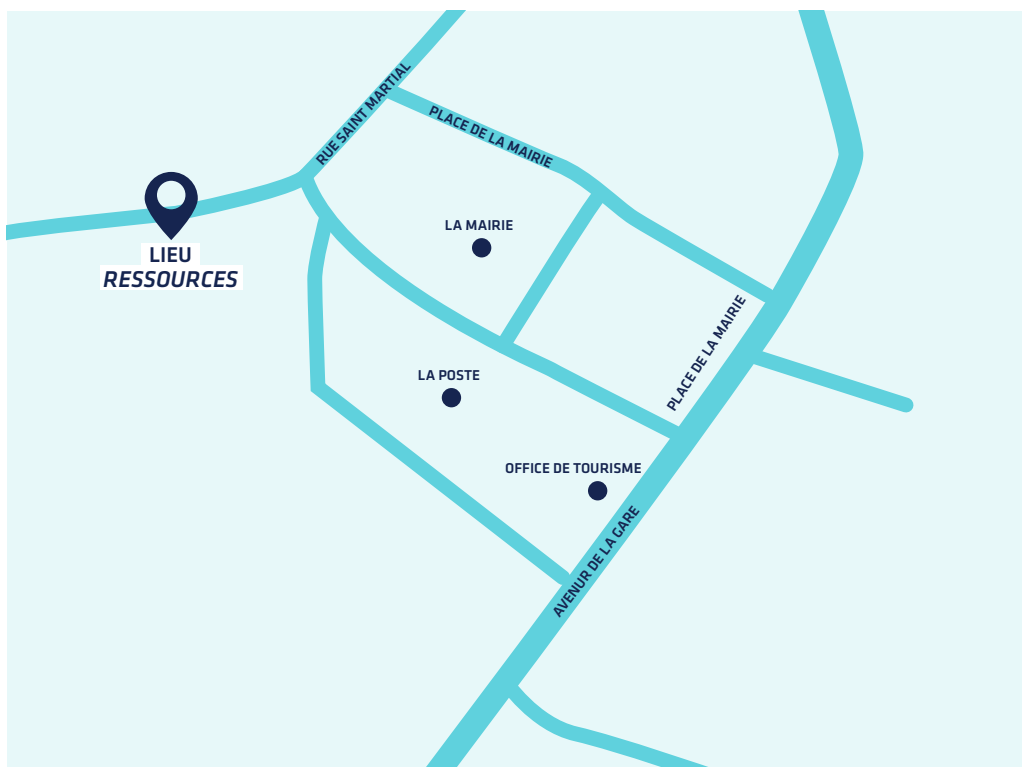 RUE SAINT MARTIAL
PLACE DE LA MAIRIE
LA MAIRIE
LIEU
RESSOURCES
PLACE DE LA MAIRIE
LA POSTE
OFFICE DE TOURISME
AVENUR DE LA GARE